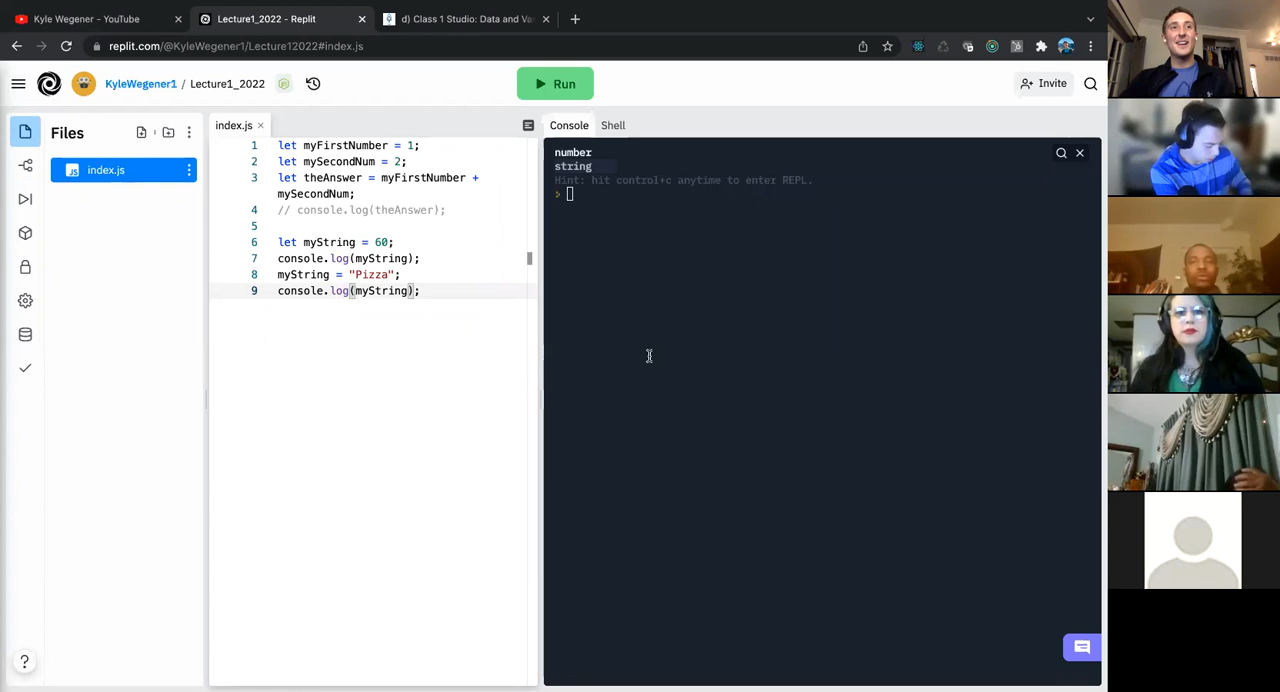 Kyle Wegener - YouTube
Lecture1_2022 - Replit
d) Class 1 Studio: Data and Va
replit.com/@KyleWegener1/Lecture12022#index.js
KyleWegener1 / Lecture1_2022
Run
Invite
Files
index.js
index.js
1 let myFirstNumber = 1;
2 let mySecondNum = 2;
3 let theAnswer = myFirstNumber +
mySecondNum;
4 // console.log(theAnswer);
5
6 let myString = 60;
7 console.log(myString);
8 myString = "Pizza";
9 console.log(myString);
Console
Shell
number
string
Hint: hit control+c anytime to enter REPL.
>
?